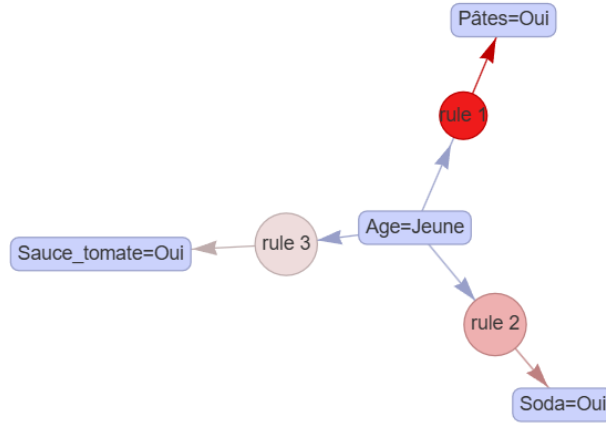 Pâtes=Oui
rule 1
Age=Jeune
rule 3
Sauce_tomate=Oui
rule 2
Soda=Oui